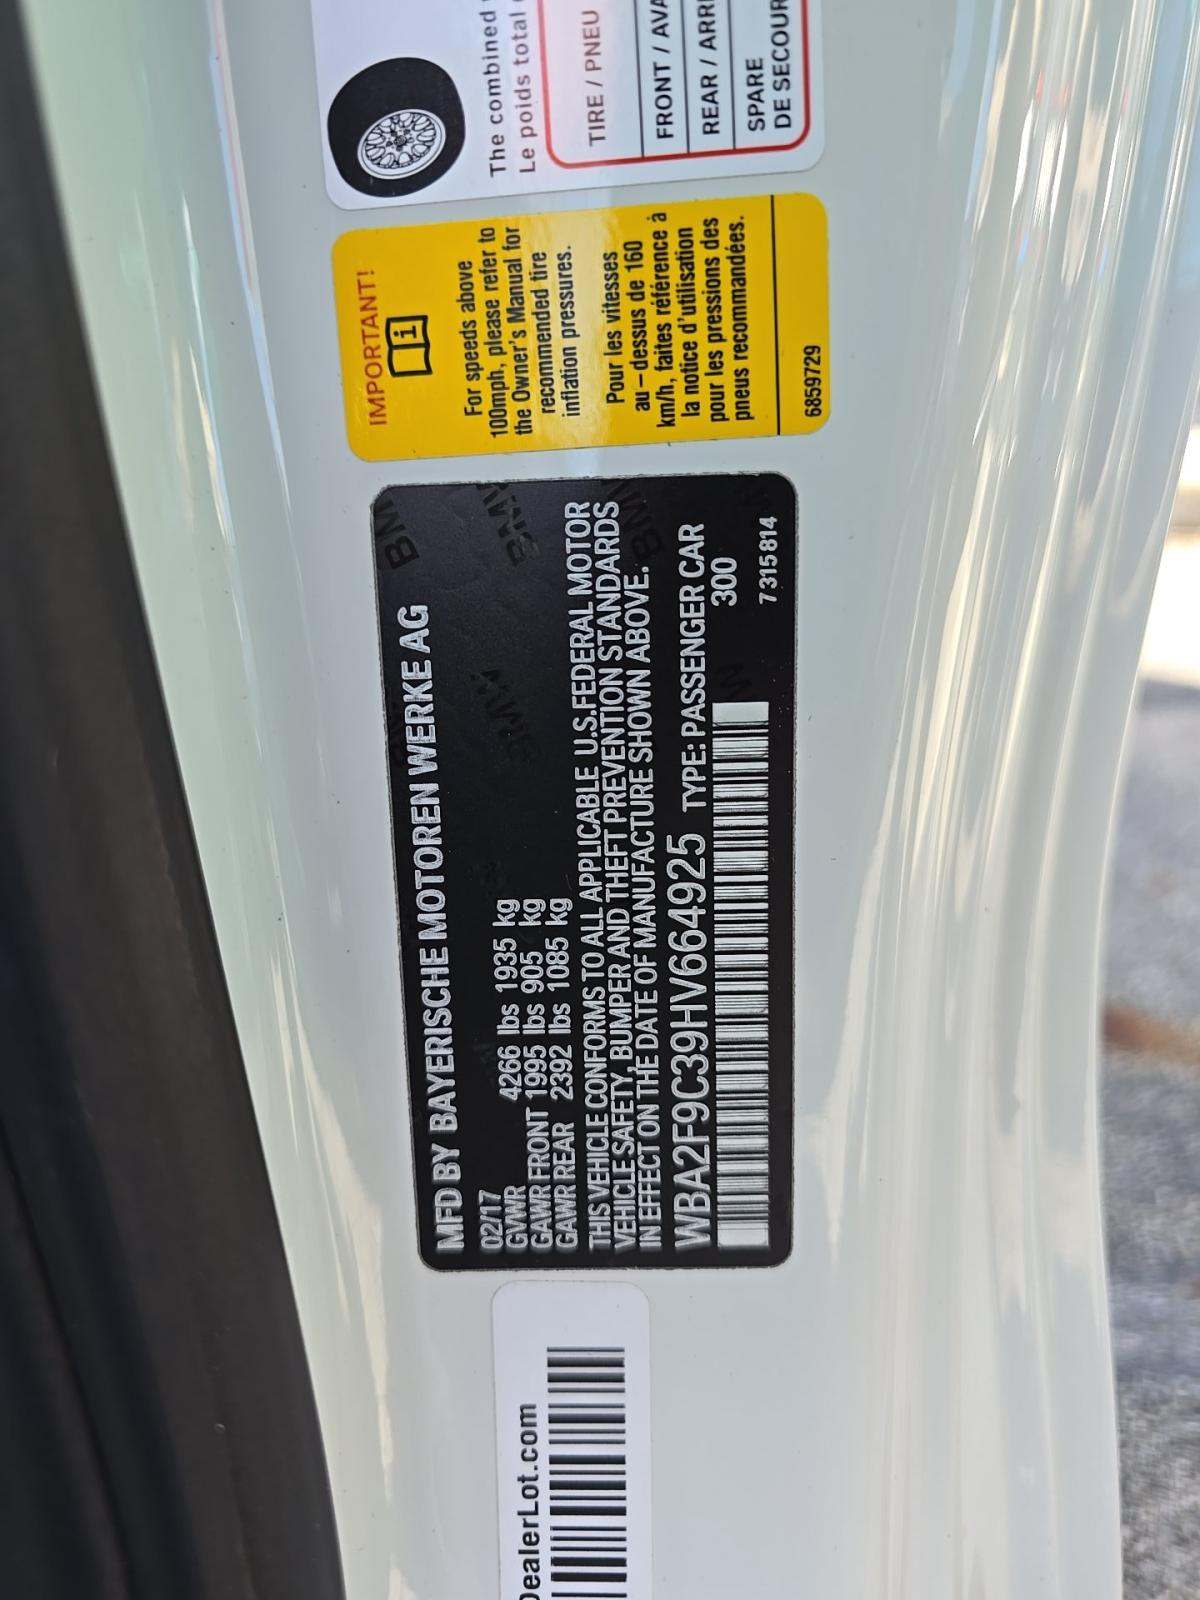 DealerLot.com
MFD BY BAYERISCHE MOTOREN WERKE AG
02/17
GVWR 4266 lbs 1935 kg
GAWR FRONT 1995 lbs 905 kg
GAWR REAR 2392 lbs 1085 kg
THIS VEHICLE CONFORMS TO ALL APPLICABLE U.S.FEDERAL MOTOR
VEHICLE SAFETY, BUMPER AND THEFT PREVENTION STANDARDS
IN EFFECT ON THE DATE OF MANUFACTURE SHOWN ABOVE.
WBA2F9C39HV664925 TYPE: PASSENGER CAR
300
7315814
IMPORTANT!
For speeds above
100mph, please refer to
the Owner's Manual for
recommended tire
inflation pressures.
Pour les vitesses
au-dessus de 160
km/h, faites référence à
la notice d'utilisation
pour les pressions des
pneus recommandées.
6859729
The combined
Le poids total
TIRE / PNEU
FRONT /
REAR /
SPARE
DE